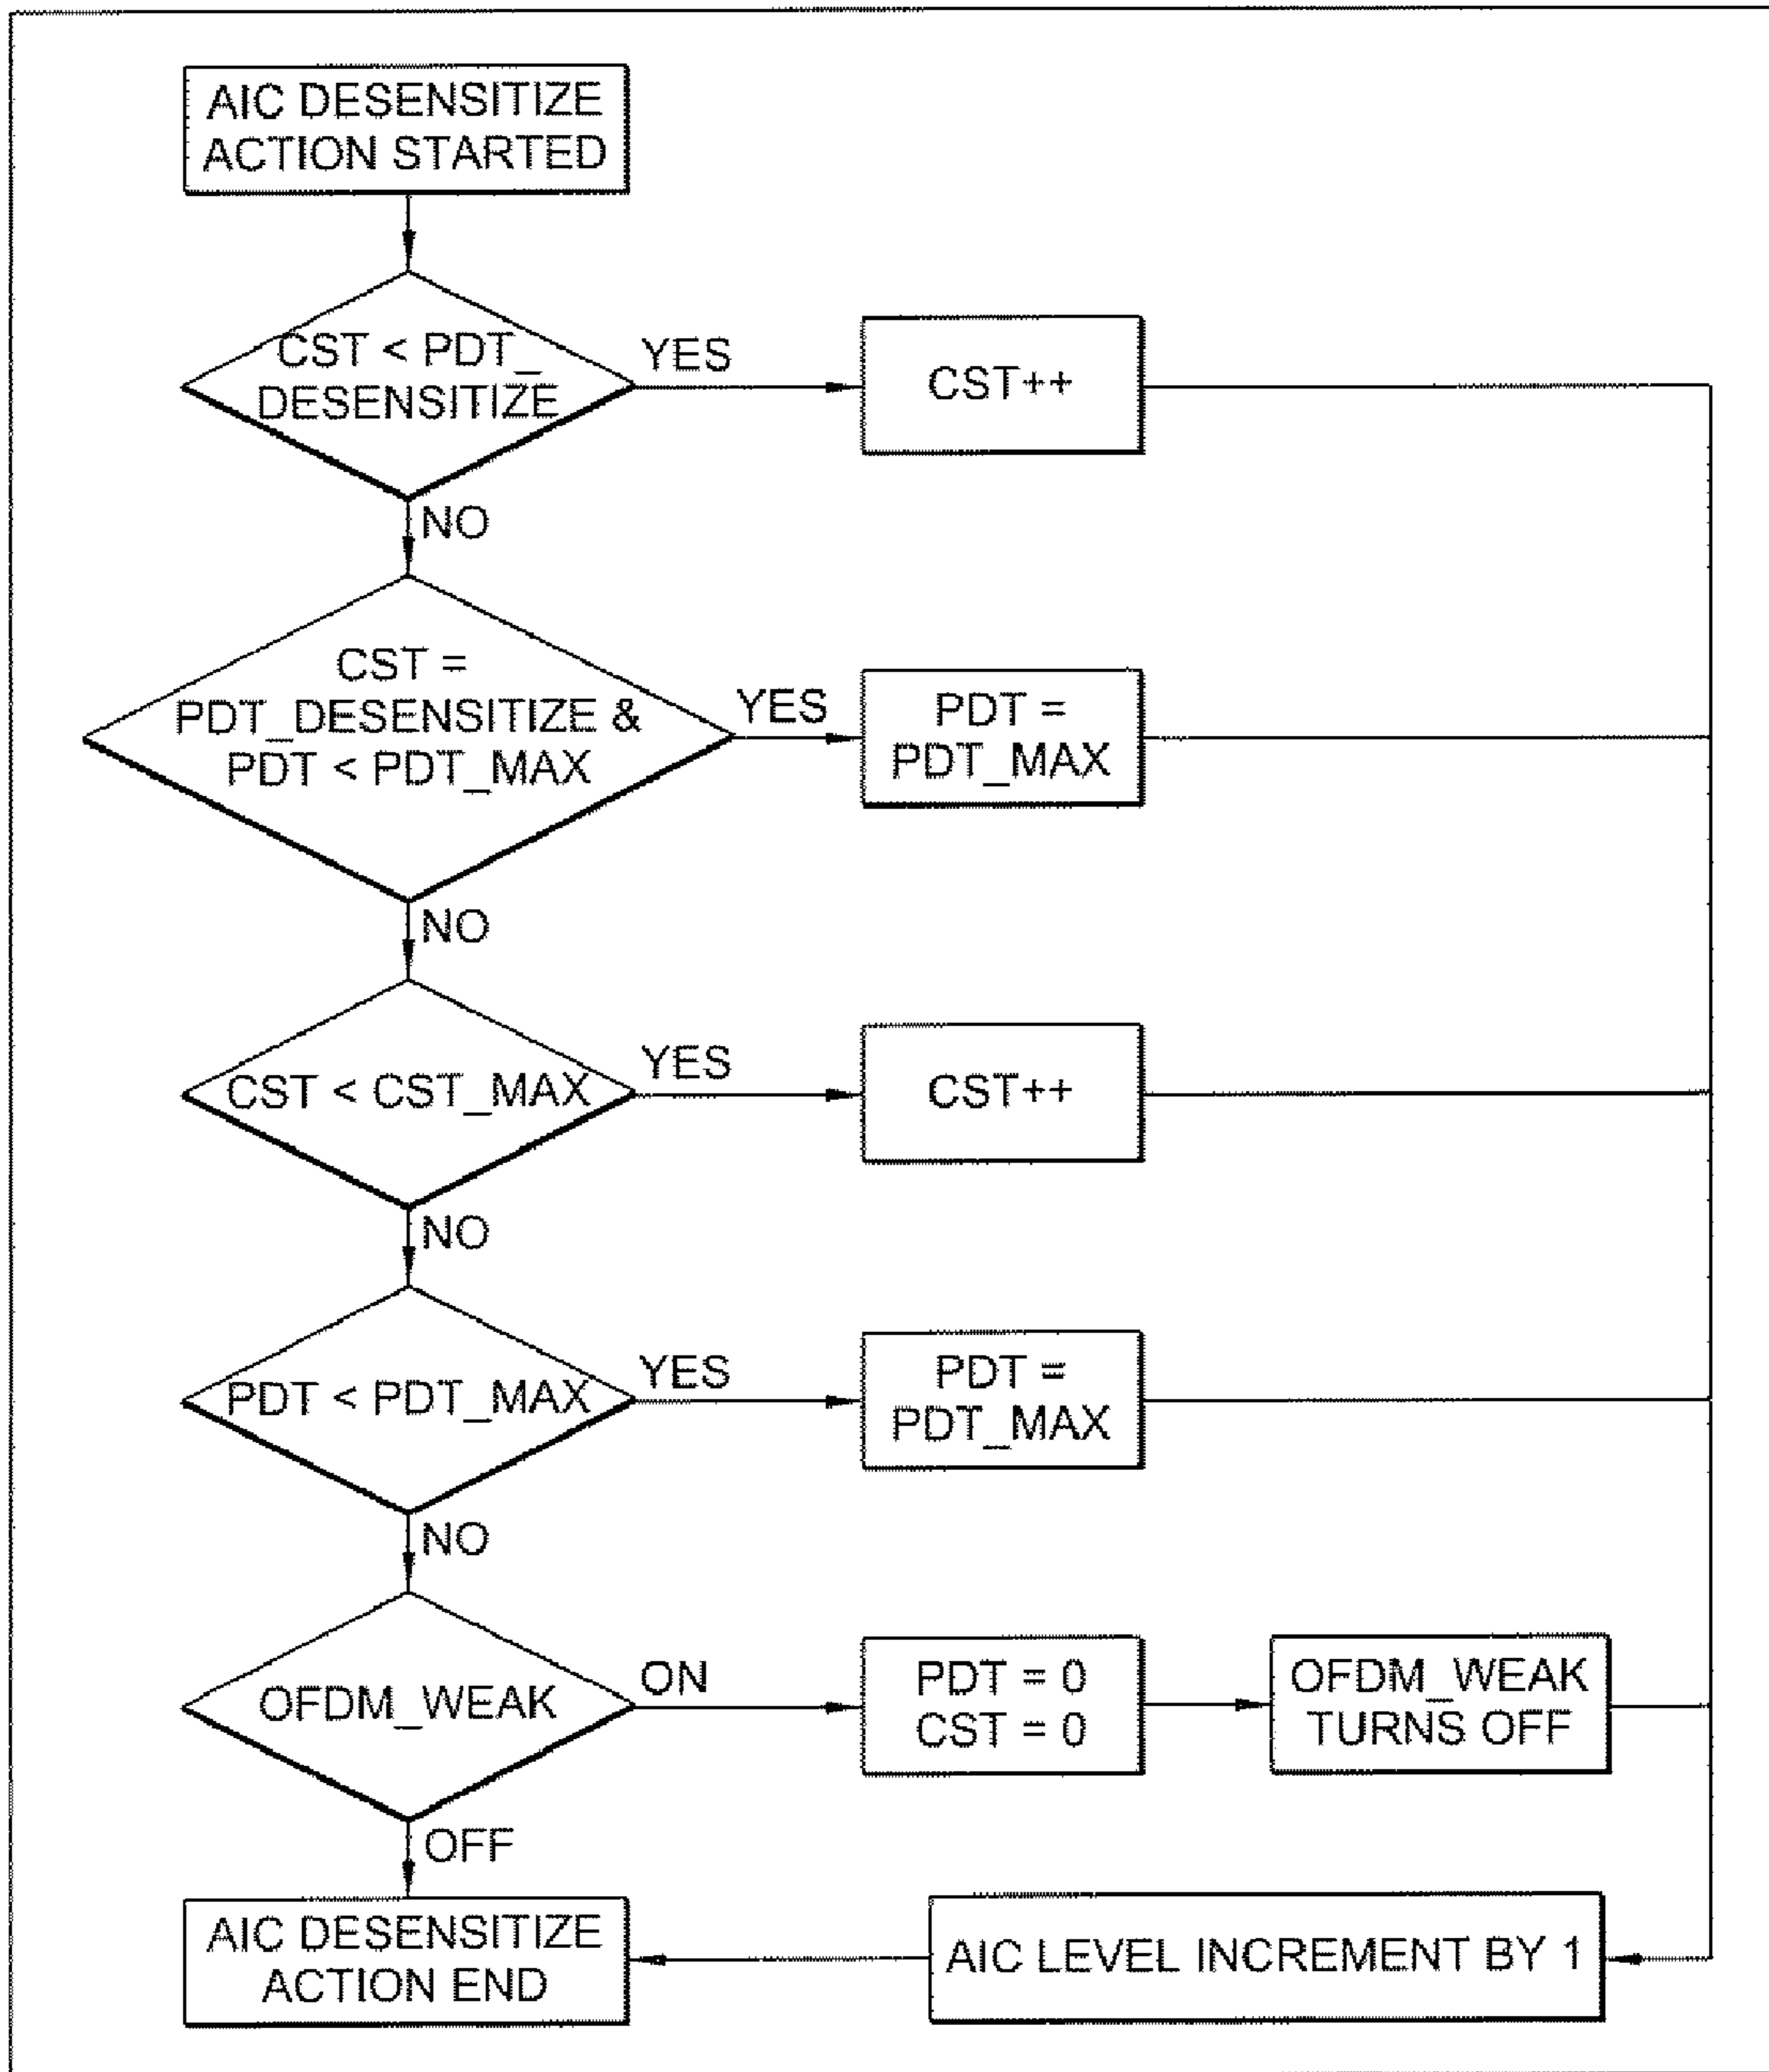 AIC DESENSITIZE
ACTION STARTED
CST < PDT_
DESENSITIZE
YES
CST++
NO
CST =
PDT_DESENSITIZE &
PDT < PDT_MAX
YES
PDT =
PDT_MAX
NO
CST < CST_MAX
YES
CST++
NO
PDT < PDT_MAX
YES
PDT =
PDT_MAX
NO
OFDM_WEAK
ON
PDT = 0
CST = 0
OFDM_WEAK
TURNS OFF
OFF
AIC DESENSITIZE
ACTION END
AIC LEVEL INCREMENT BY 1